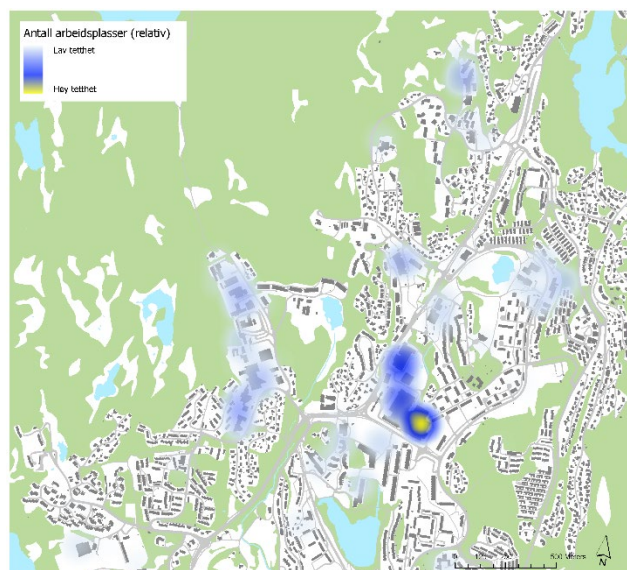 Antall arbeidsplasser (relativ)
Lav tetthet
Høy tetthet
500 Meters
N